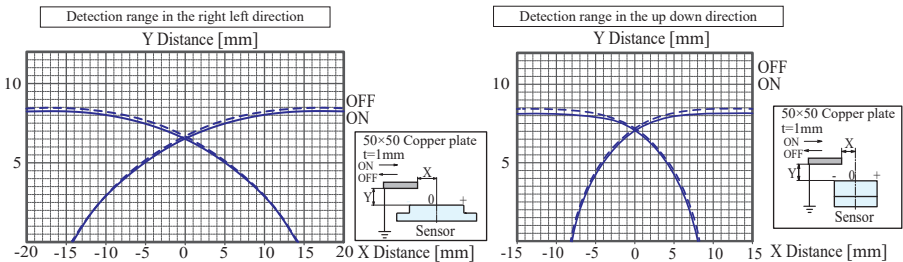 Detection range in the right left direction
Y Distance [mm]
10
5
OFF
ON
50×50 Copper plate
t=1mm
ON
OFF
X
Y
0
+
Sensor
-20 -15 -10 -5 0 5 10 15 20 X Distance [mm]
Detection range in the up down direction
Y Distance [mm]
10
5
OFF
ON
50×50 Copper plate
t=1mm
ON
OFF
X
Y
- 0 +
Sensor
-15 -10 -5 0 5 10 15 X Distance [mm]